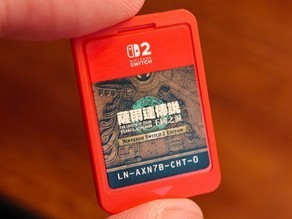 2
NINTENDO
SWITCH
薩爾達傳說
王國之淚
NINTENDO SWITCH 2 EDITION
LN-AXN7B-CHT-0